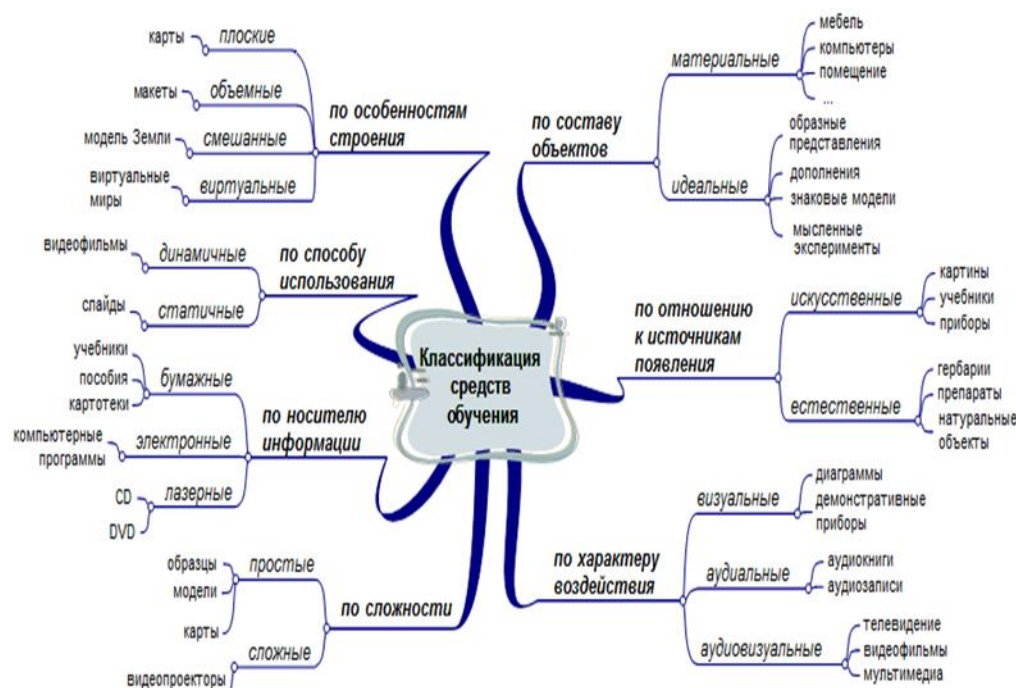 Классификация
средств
обучения
по составу
объектов
материальные
мебель
компьютеры
помещение
...
идеальные
образные
представления
дополнения
знаковые модели
мысленные
эксперименты
по отношению
к источникам
появления
искусственные
картины
учебники
приборы
естественные
гербарии
препараты
натуральные
объекты
по характеру
воздействия
визуальные
диаграммы
демонстративные
приборы
аудиальные
аудиокниги
аудиозаписи
аудиовизуальные
телевидение
видеофильмы
мультимедиа
по особенностям
строения
плоские
карты
объемные
макеты
смешанные
модель Земли
виртуальные
виртуальные
миры
по способу
использования
динамичные
видеофильмы
статичные
слайды
по носителю
информации
бумажные
учебники
пособия
картотеки
электронные
компьютерные
программы
лазерные
CD
DVD
по сложности
простые
образцы
модели
карты
сложные
видеопроекторы